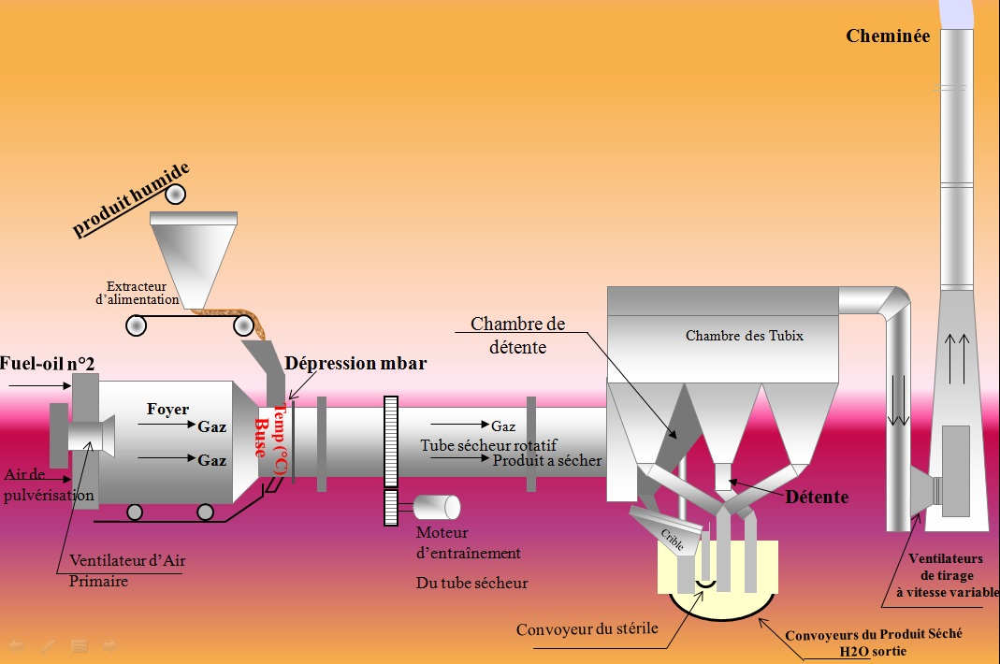 Cheminée
produit humide
Extracteur
d'alimentation
Fuel-oil n°2
Dépression mbar
Chambre de
détente
Chambre des Tubix
Foyer
Gaz
Gaz
Buse
Temp (°C)
Gaz
Tube sécheur rotatif
Produit a sécher
Air de
pulvérisation
Détente
Crible
Moteur
d'entraînement
Du tube sécheur
Ventilateur d'Air
Primaire
Ventilateurs
de tirage
à vitesse variable
Convoyeur du stérile
Convoyeurs du Produit Séché
H2O sortie